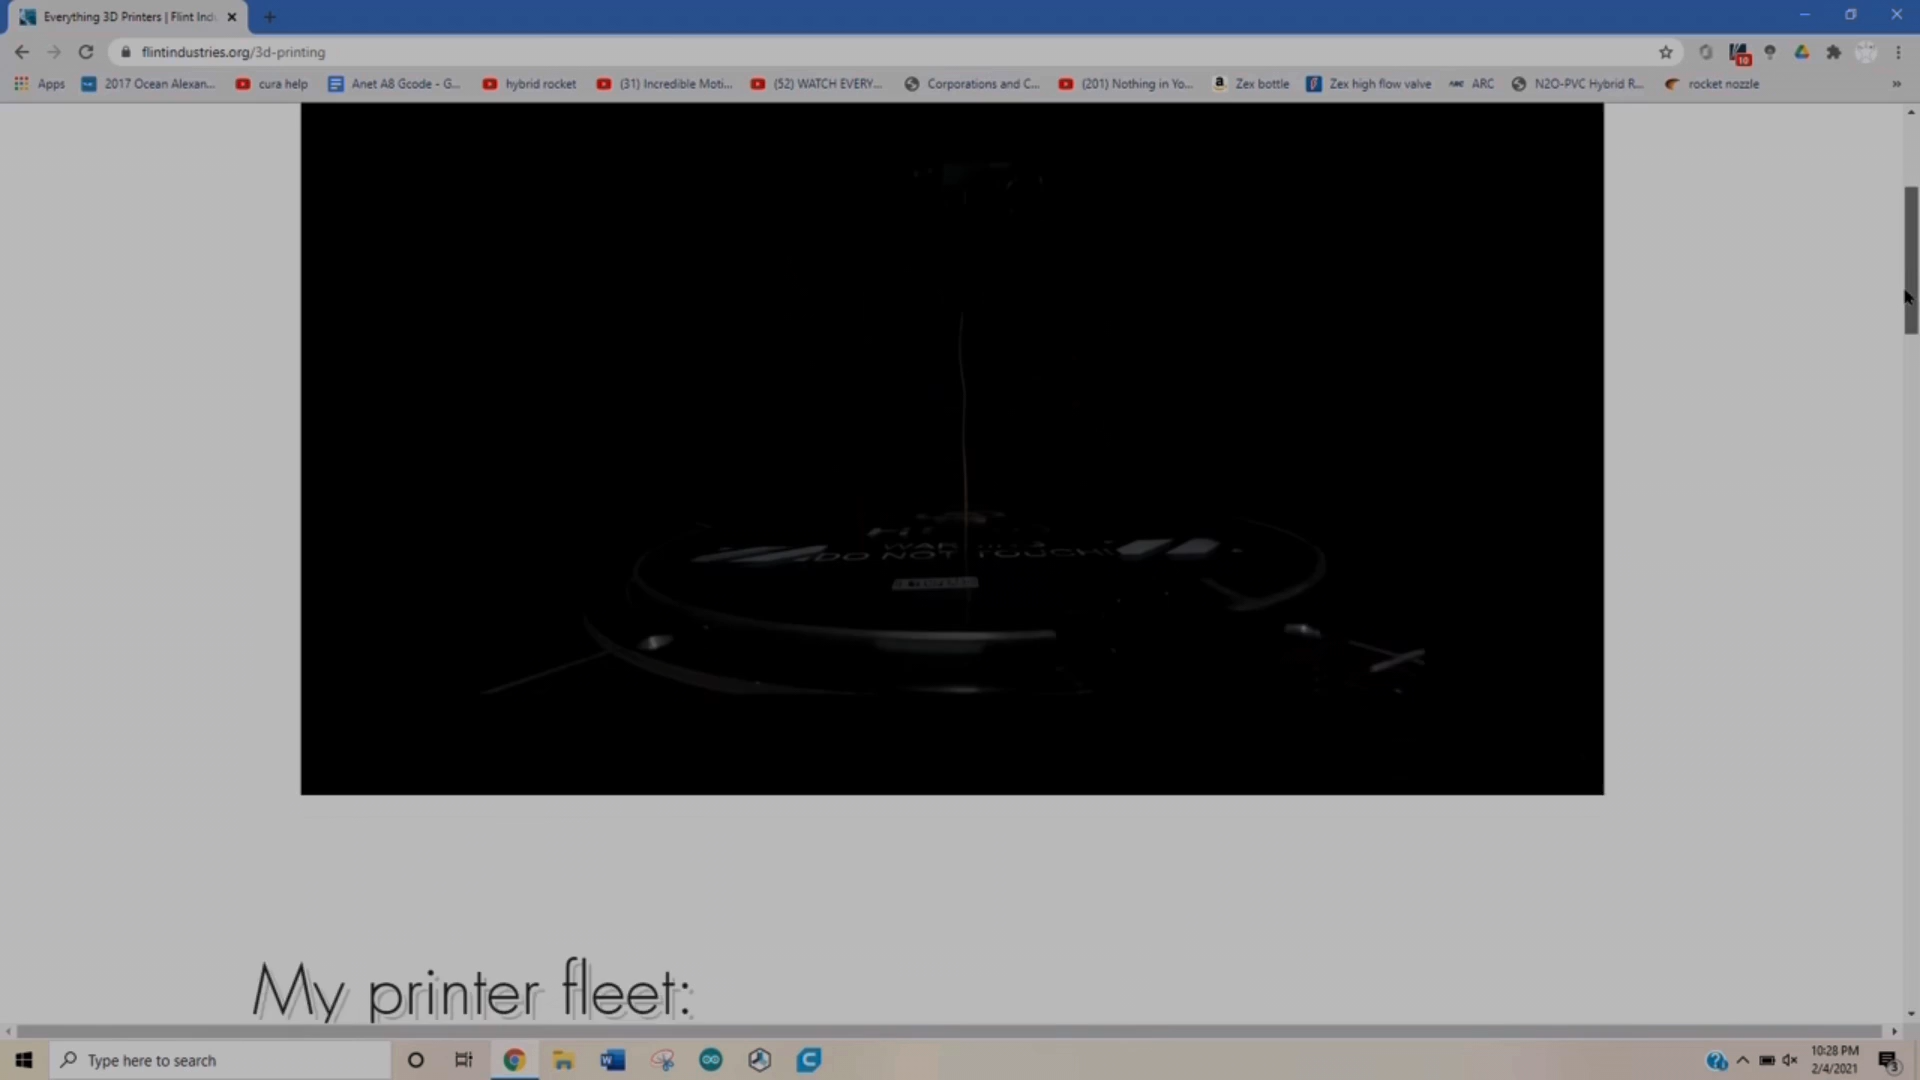 Everything 3D Printers | Flint Ind
flintindustries.org/3d-printing
10
Apps
2017 Ocean Alexan...
cura help
Anet A8 Gcode - G...
hybrid rocket
(31) Incredible Moti...
(52) WATCH EVERY...
Corporations and C...
(201) Nothing in Yo...
Zex bottle
Zex high flow valve
ARC ARC
N2O-PVC Hybrid R...
rocket nozzle
»
DO NOT TOUCH!
My printer fleet:
Type here to search
10:28 PM
2/4/2021
3